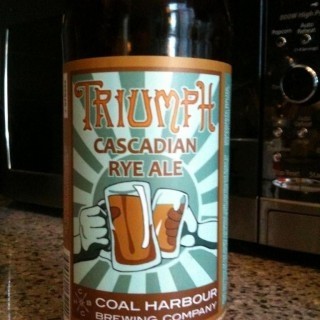 TRIUMPH
CASCADIAN
RYE ALE
COAL HARBOUR
BREWING COMPANY